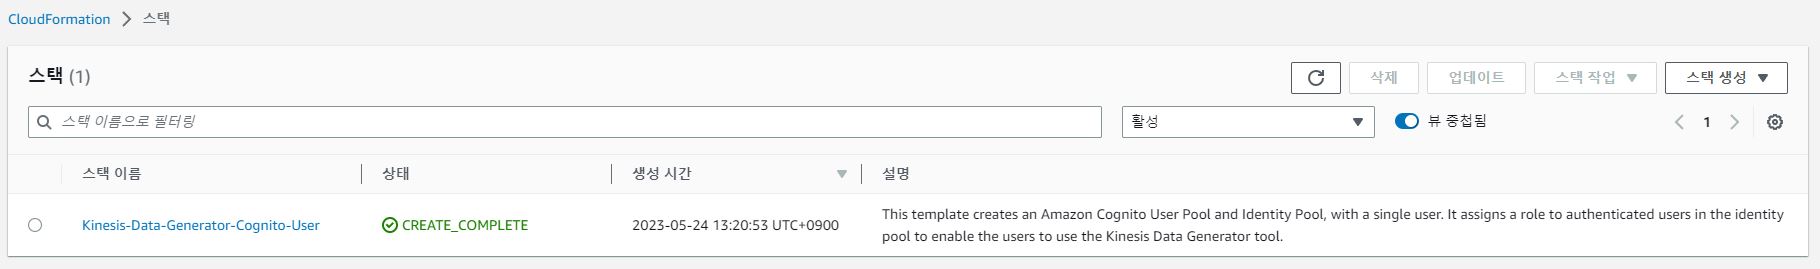 CloudFormation > 스택
스택 (1)
삭제 업데이트 스택 작업 스택 생성
스택 이름으로 필터링 활성 뷰 중첩됨 1
스택 이름 상태 생성 시간 설명
Kinesis-Data-Generator-Cognito-User CREATE_COMPLETE 2023-05-24 13:20:53 UTC+0900 This template creates an Amazon Cognito User Pool and Identity Pool, with a single user. It assigns a role to authenticated users in the identity
pool to enable the users to use the Kinesis Data Generator tool.